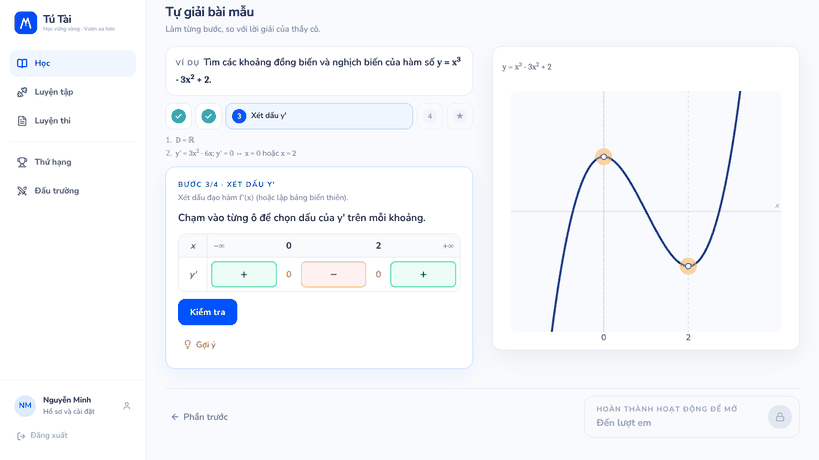 Tú Tài
Học vững vàng · Vươn xa hơn
Học
Luyện tập
Luyện thi
Thứ hạng
Đấu trường
NM
Nguyễn Minh
Hồ sơ và cài đặt
Đăng xuất
Tự giải bài mẫu
Làm từng bước, so với lời giải của thầy cô.
VÍ DỤ Tìm các khoảng đồng biến và nghịch biến của hàm số y = x³
- 3x² + 2.
3 Xét dấu y' 4
1. D = ℝ
2. y' = 3x² - 6x; y' = 0 ⇔ x = 0 hoặc x = 2
BƯỚC 3/4 · XÉT DẤU Y'
Xét dấu đạo hàm f'(x) (hoặc lập bảng biến thiên).
Chạm vào từng ô để chọn dấu của y' trên mỗi khoảng.
x −∞ 0 2 +∞
y' + 0 − 0 +
Kiểm tra
Gợi ý
y = x³ - 3x² + 2
x
0 2
Phần trước
HOÀN THÀNH HOẠT ĐỘNG ĐỂ MỞ
Đến lượt em